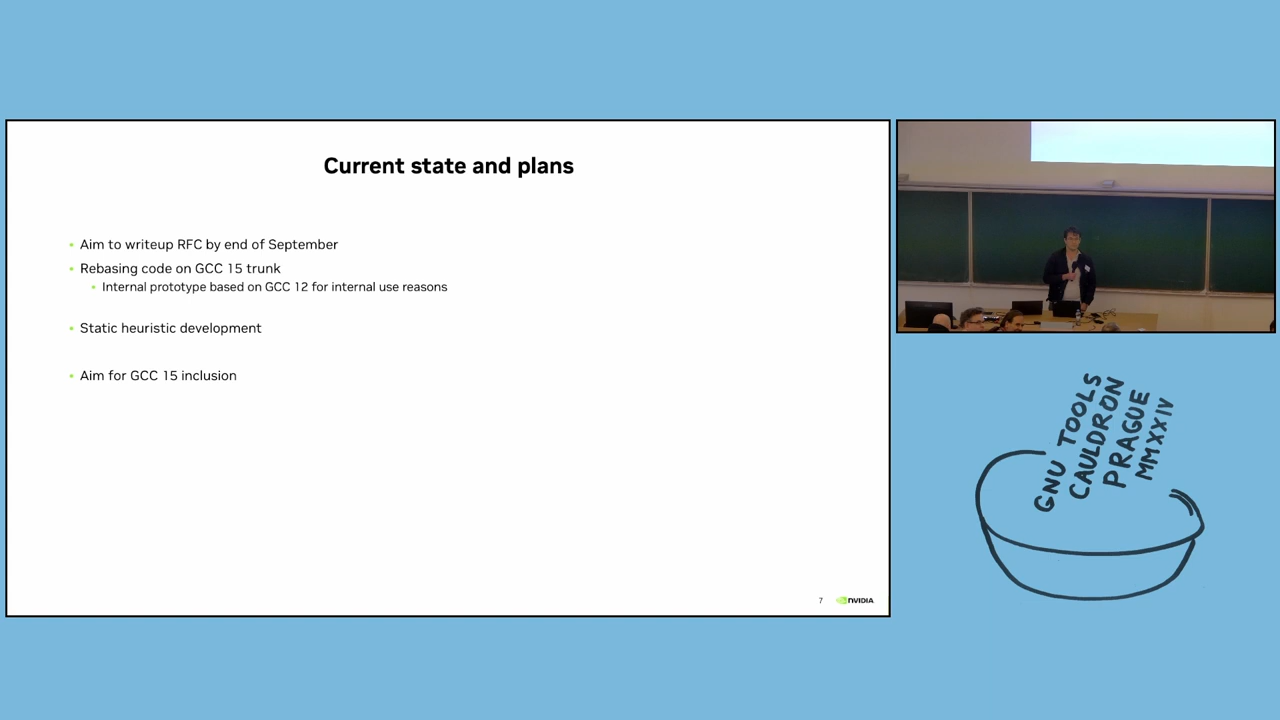 Current state and plans
Aim to writeup RFC by end of September
Rebasing code on GCC 15 trunk
Internal prototype based on GCC 12 for internal use reasons
Static heuristic development
Aim for GCC 15 inclusion
7
NVIDIA
GNU TOOLS
CAULDRON
PRAGUE
MMXXIV